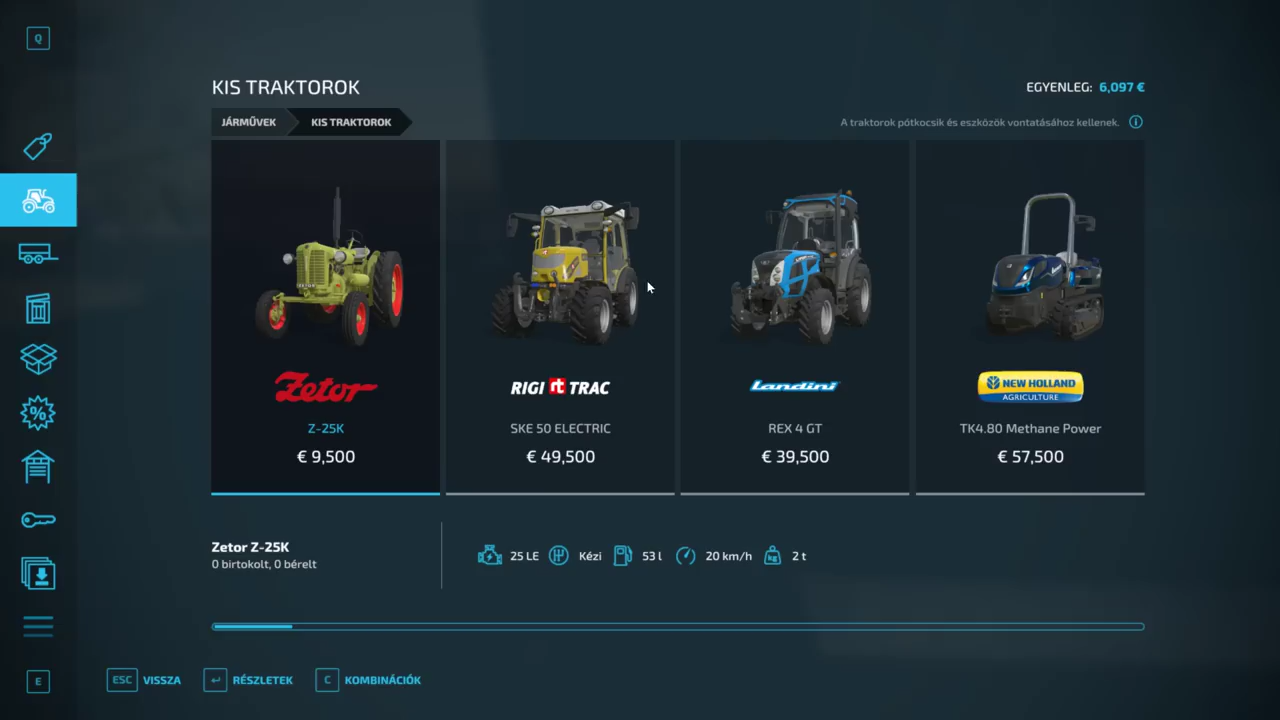 Q
KIS TRAKTOROK
EGYENLEG: 6,097 €
JÁRMŰVEK
KIS TRAKTOROK
A traktorok pótkocsik és eszközök vontatásához kellenek.
Zetor
Z-25K
€ 9,500
RIGI rt TRAC
SKE 50 ELECTRIC
€ 49,500
Landini
REX 4 GT
€ 39,500
NEW HOLLAND
AGRICULTURE
TK4.80 Methane Power
€ 57,500
Zetor Z-25K
0 birtokolt, 0 bérelt
25 LE
Kézi
53 l
20 km/h
kg
2 t
E
ESC VISSZA
RÉSZLETEK
C KOMBINÁCIÓK